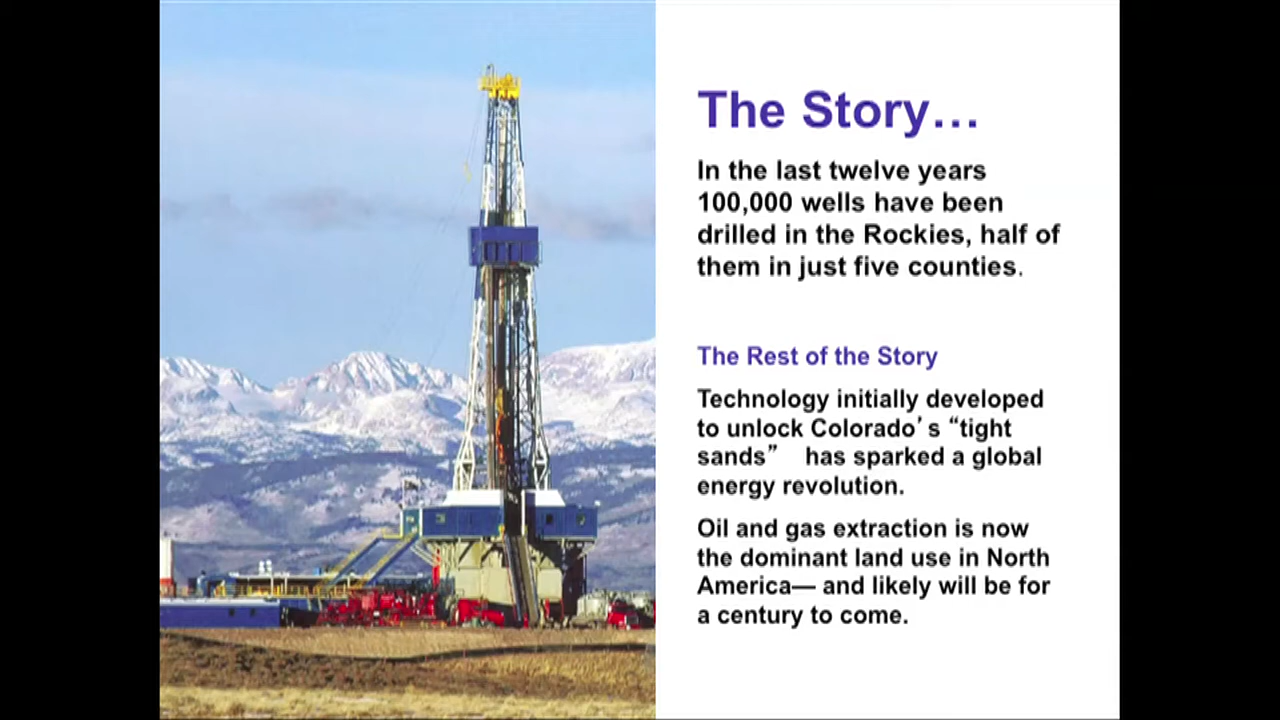 The Story…
In the last twelve years
100,000 wells have been
drilled in the Rockies, half of
them in just five counties.
The Rest of the Story
Technology initially developed
to unlock Colorado’s “tight
sands” has sparked a global
energy revolution.
Oil and gas extraction is now
the dominant land use in North
America— and likely will be for
a century to come.